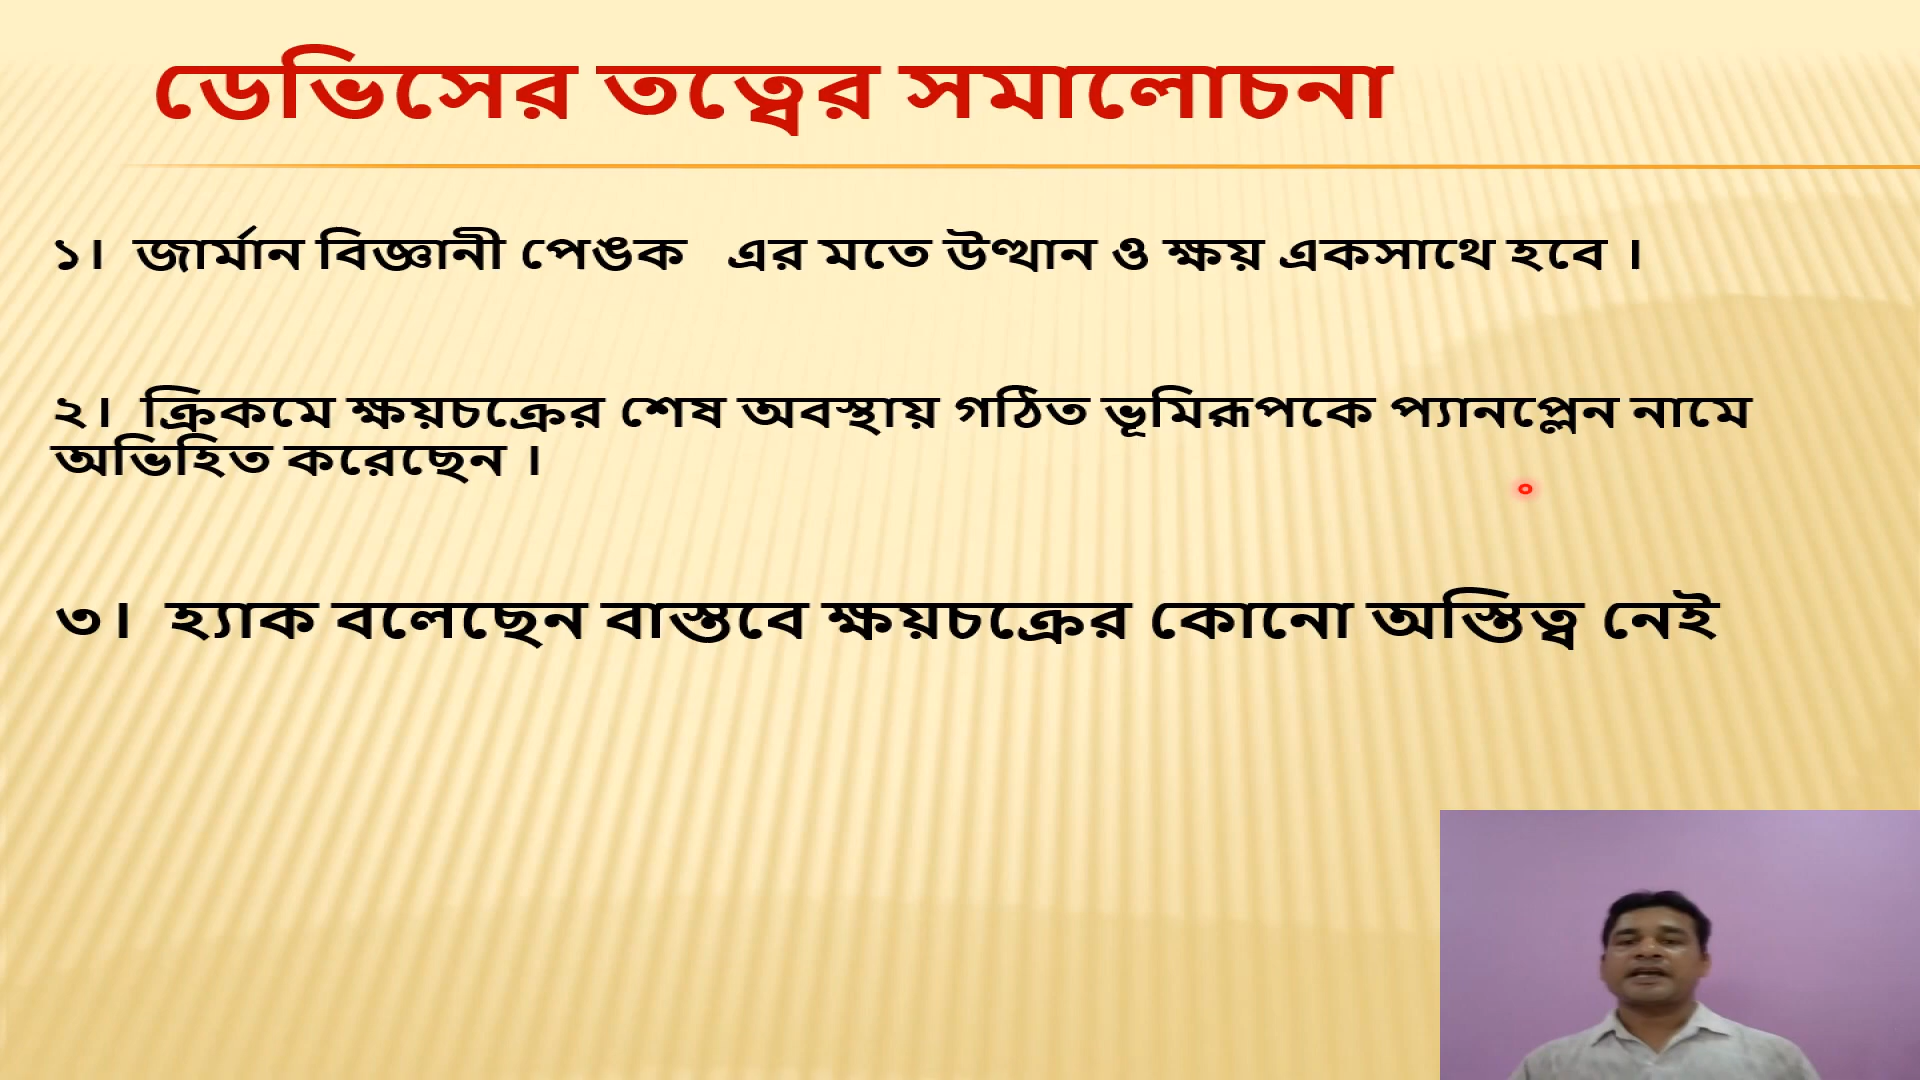 ডেভিসের তত্বের সমালোচনা
১। জার্মান বিজ্ঞানী পেঙক এর মতে উত্থান ও ক্ষয় একসাথে হবে ।
২। ক্রিকমে ক্ষয়চক্রের শেষ অবস্থায় গঠিত ভূমিরূপকে প্যানপ্লেন নামে
অভিহিত করেছেন ।
৩। হ্যাক বলেছেন বাস্তবে ক্ষয়চক্রের কোনো অস্তিত্ব নেই